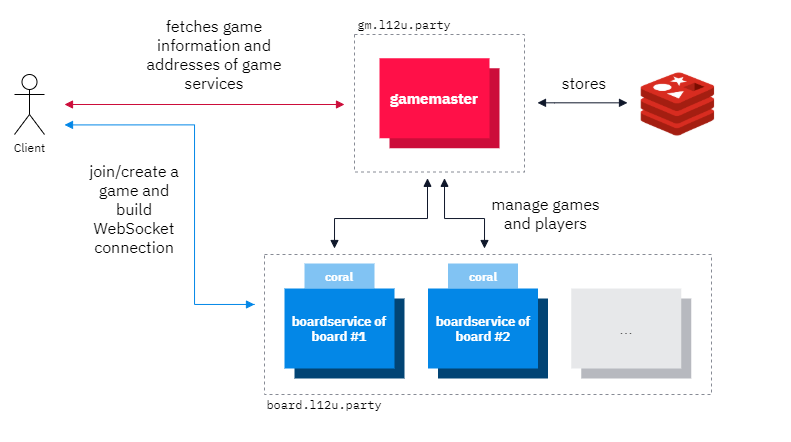 fetches game
information and
addresses of game
services
gm.l12u.party
gamemaster
stores
Client
join/create a
game and
build
WebSocket
connection
manage games
and players
coral
boardservice of
board #1
coral
boardservice of
board #2
...
board.l12u.party